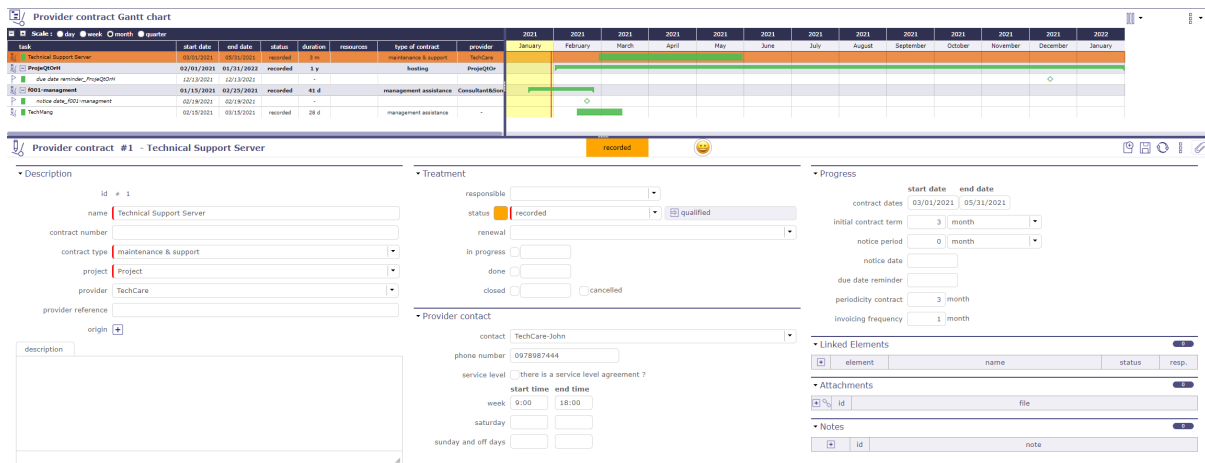 Provider contract Gantt chart
Scale : day week month quarter
2021 2021 2021 2021 2021 2021 2021 2021 2021 2021 2021 2021 2022
task start date end date status duration resources type of contract provider
January February March April May June July August September October November December January
Technical Support Server 03/01/2021 05/31/2021 recorded 3 m maintenance & support TechCare
ProjeQtOrH 02/01/2021 01/31/2022 recorded 1 y hosting ProjeQtOr
due date reminder_ProjeQtOrH 12/13/2021 12/13/2021 -
f001-managment 01/15/2021 02/25/2021 recorded 41 d management assistance Consultant&Son
notice date_f001-managment 02/19/2021 02/19/2021 -
TechMang 02/15/2021 03/15/2021 recorded 28 d management assistance -
Provider contract #1 - Technical Support Server
recorded
Description
id # 1
name Technical Support Server
contract number
contract type maintenance & support
project Project
provider TechCare
provider reference
origin
description
Treatment
responsible
status recorded qualified
renewal
in progress
done
closed cancelled
Provider contact
contact TechCare-John
phone number 0978987444
service level there is a service level agreement ?
start time end time
week 9:00 18:00
saturday
sunday and off days
Progress
start date end date
contract dates 03/01/2021 05/31/2021
initial contract term 3 month
notice period 0 month
notice date
due date reminder
periodicity contract 3 month
invoicing frequency 1 month
Linked Elements 0
element name status resp.
Attachments 0
id file
Notes 0
id note